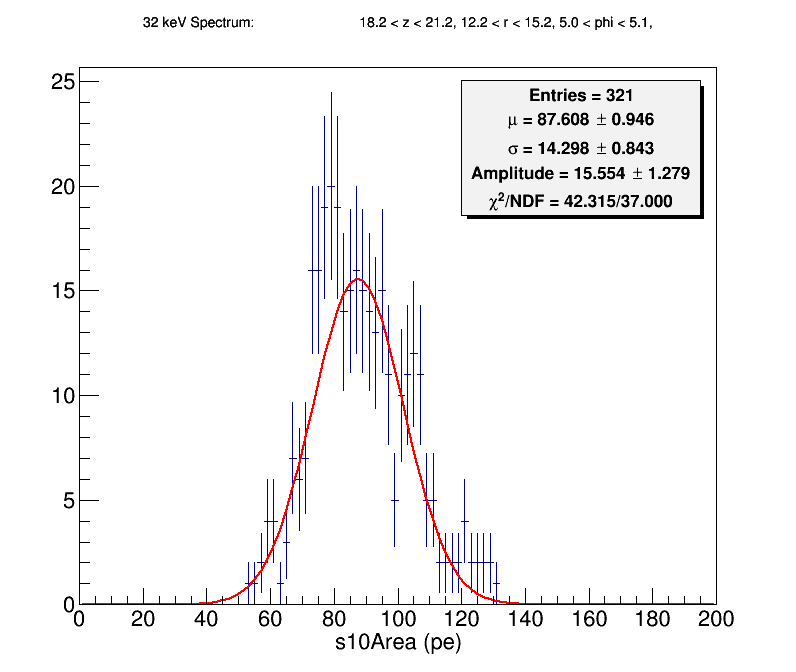 32 keV Spectrum: 18.2 < z < 21.2, 12.2 < r < 15.2, 5.0 < phi < 5.1,
Entries = 321
μ = 87.608 ± 0.946
σ = 14.298 ± 0.843
Amplitude = 15.554 ± 1.279
χ²/NDF = 42.315/37.000
25
20
15
10
5
0
0 20 40 60 80 100 120 140 160 180 200
s10Area (pe)